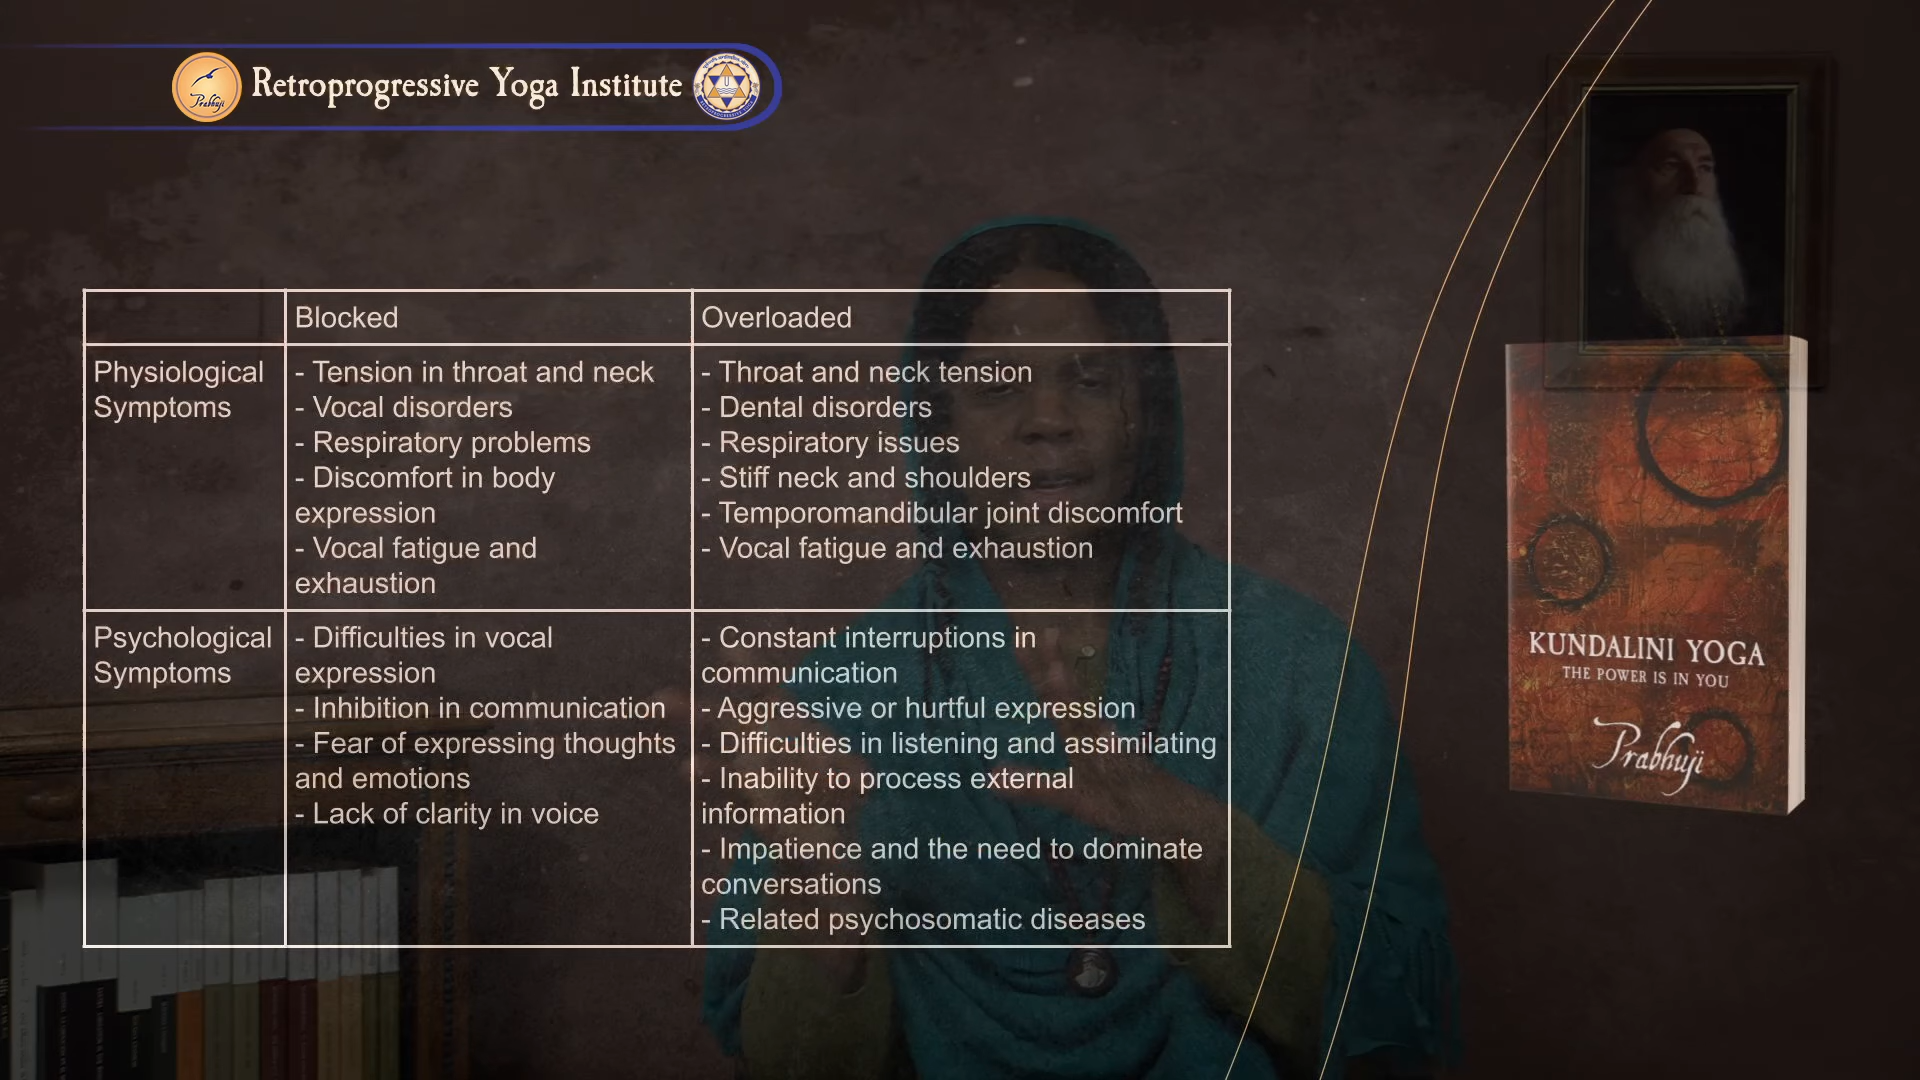 Prabhuji
Retroprogressive Yoga Institute
Blocked
Overloaded
Physiological
Symptoms
- Tension in throat and neck
- Vocal disorders
- Respiratory problems
- Discomfort in body
expression
- Vocal fatigue and
exhaustion
- Throat and neck tension
- Dental disorders
- Respiratory issues
- Stiff neck and shoulders
- Temporomandibular joint discomfort
- Vocal fatigue and exhaustion
Psychological
Symptoms
- Difficulties in vocal
expression
- Inhibition in communication
- Fear of expressing thoughts
and emotions
- Lack of clarity in voice
- Constant interruptions in
communication
- Aggressive or hurtful expression
- Difficulties in listening and assimilating
- Inability to process external
information
- Impatience and the need to dominate
conversations
- Related psychosomatic diseases
KUNDALINI YOGA
THE POWER IS IN YOU
Prabhuji